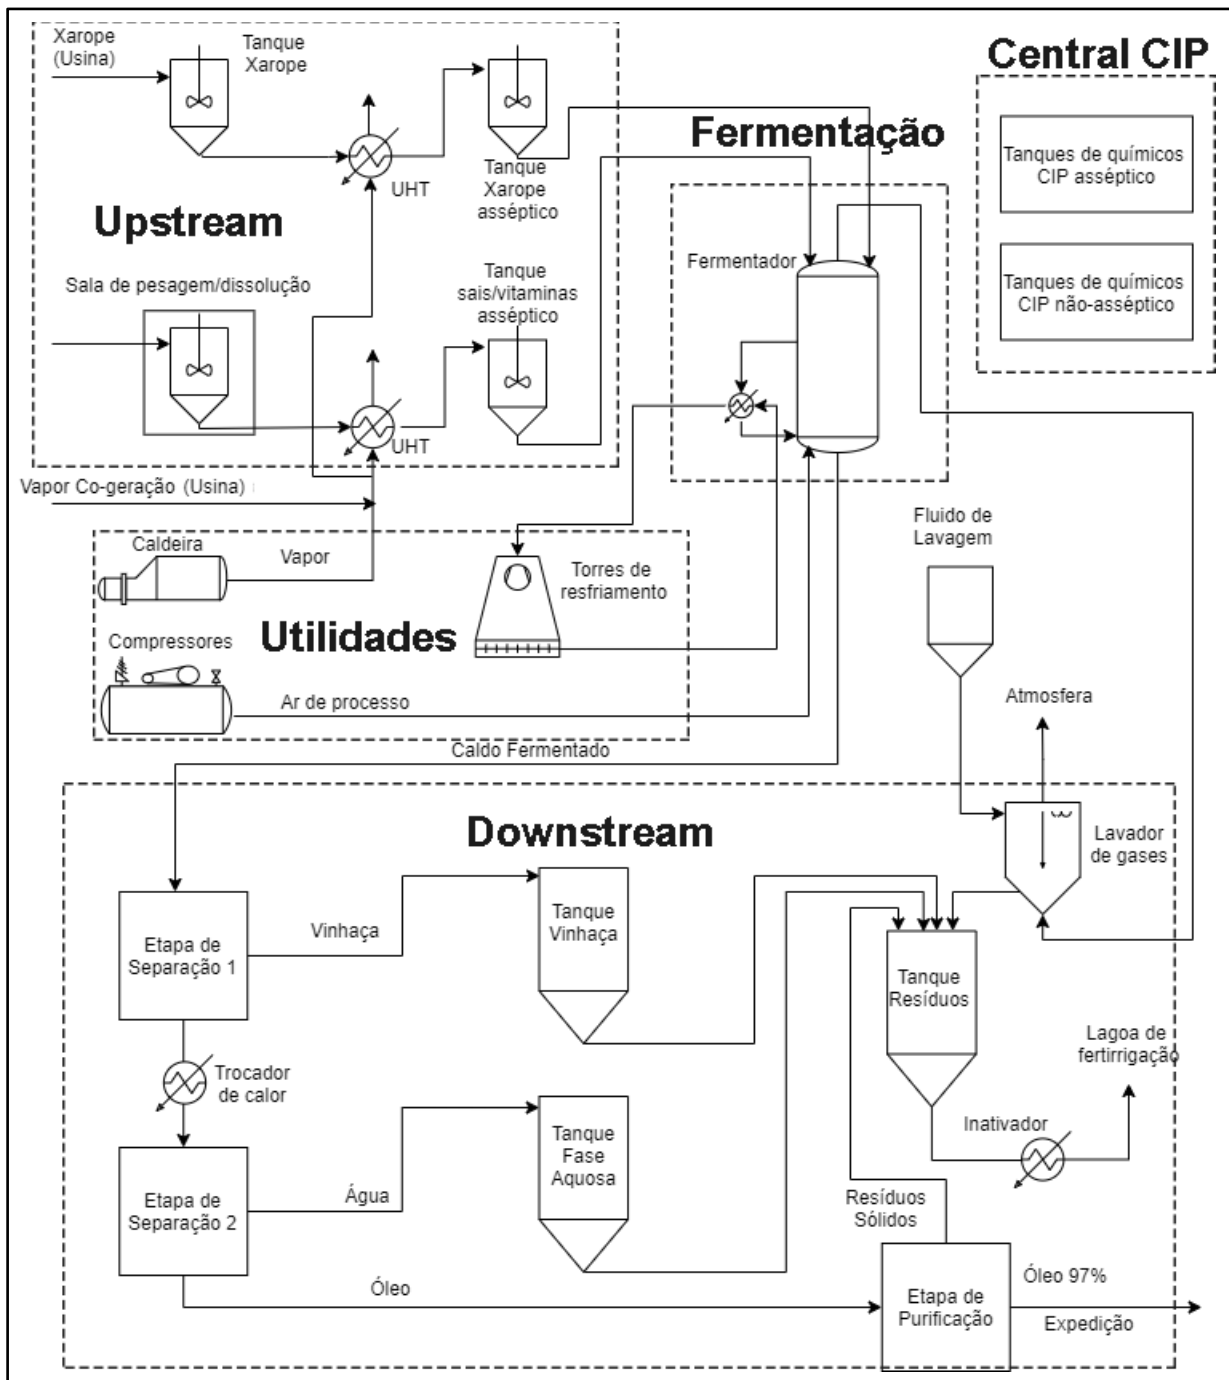 Xarope
(Usina)
Tanque
Xarope
Central CIP
Tanques de químicos
CIP asséptico
Tanques de químicos
CIP não-asséptico
Fermentação
UHT
Tanque
Xarope
asséptico
Upstream
Fermentador
Sala de pesagem/dissolução
Tanque
sais/vitaminas
asséptico
UHT
Vapor Co-geração (Usina)
Caldeira
Vapor
Torres de
resfriamento
Utilidades
Compressores
Ar de processo
Caldo Fermentado
Fluido de
Lavagem
Atmosfera
Downstream
Lavador
de gases
Etapa de
Separação 1
Vinhaça
Tanque
Vinhaça
Tanque
Resíduos
Trocador
de calor
Lagoa de
fertirrigação
Inativador
Etapa de
Separação 2
Água
Tanque
Fase
Aquosa
Resíduos
Sólidos
Óleo
Etapa de
Purificação
Óleo 97%
Expedição